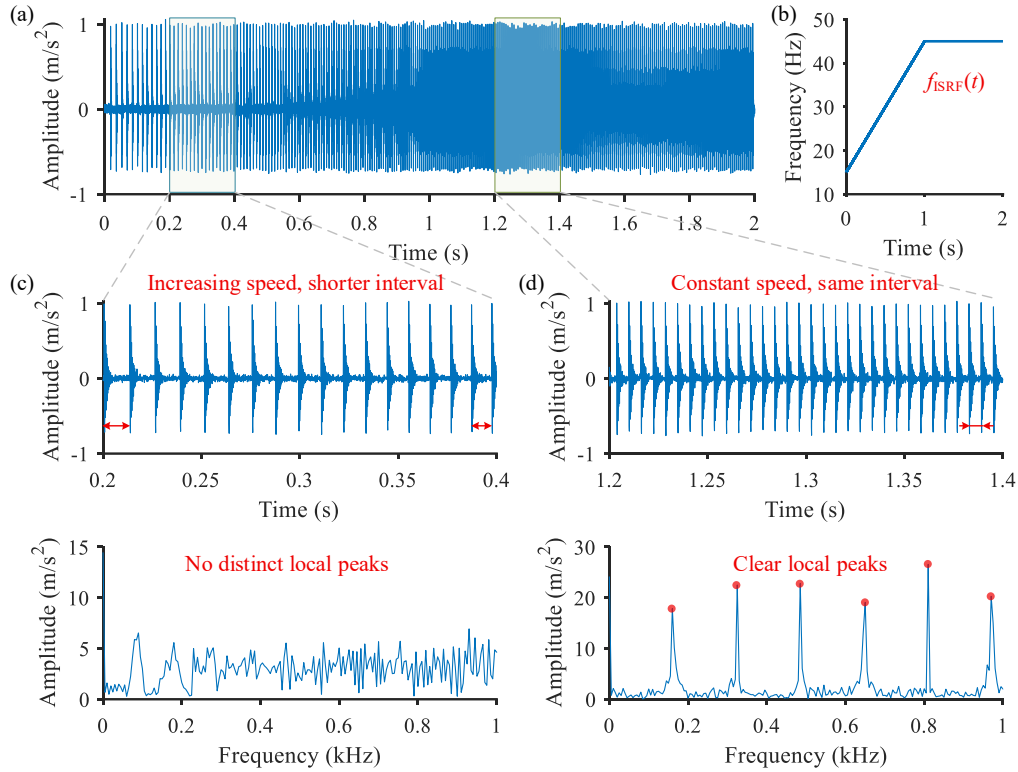 (a)
Amplitude (m/s²)
1
0
-1
0 0.2 0.4 0.6 0.8 1 1.2 1.4 1.6 1.8 2
Time (s)
(b)
Frequency (Hz)
50
40
30
20
10
f_ISRF(t)
0 1 2
Time (s)
(c)
Increasing speed, shorter interval
Amplitude (m/s²)
1
0
-1
0.2 0.25 0.3 0.35 0.4
Time (s)
(d)
Constant speed, same interval
Amplitude (m/s²)
1
0
-1
1.2 1.25 1.3 1.35 1.4
Time (s)
No distinct local peaks
Amplitude (m/s²)
15
10
5
0
0 0.2 0.4 0.6 0.8 1
Frequency (kHz)
Clear local peaks
Amplitude (m/s²)
30
20
10
0
0 0.2 0.4 0.6 0.8 1
Frequency (kHz)